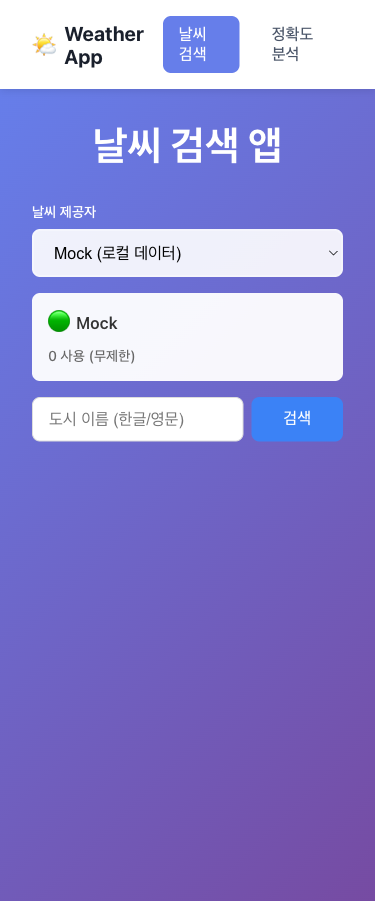 Weather
App
날씨
검색
정확도
분석
날씨 검색 앱
날씨 제공자
Mock (로컬 데이터)
Mock
0 사용 (무제한)
도시 이름 (한글/영문)
검색